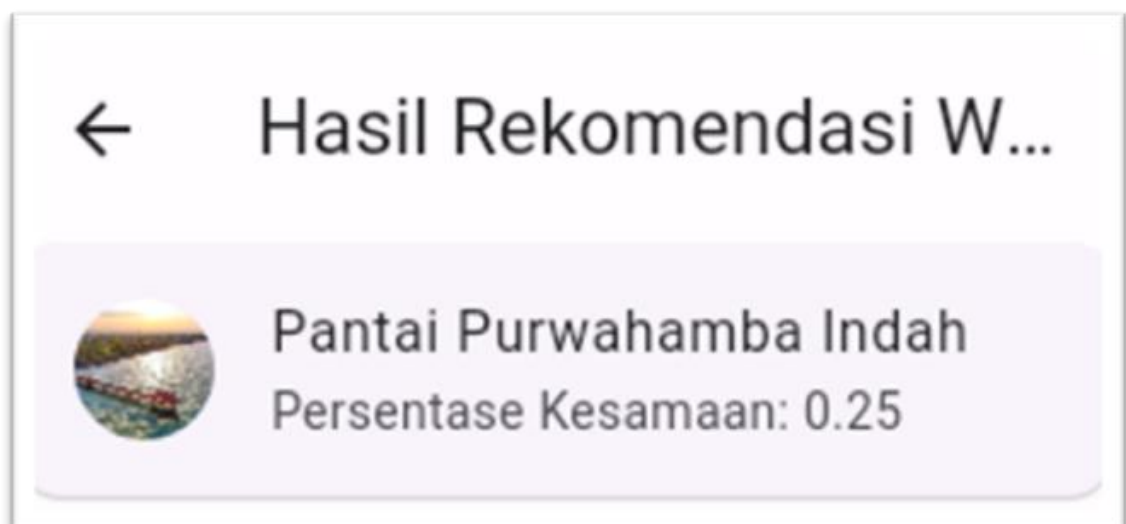 Hasil Rekomendasi W...
Pantai Purwahamba Indah
Persentase Kesamaan: 0.25